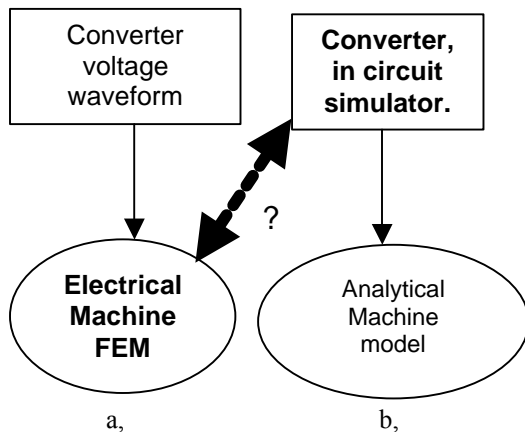 Converter
voltage
waveform
Converter,
in circuit
simulator.
?
Electrical
Machine
FEM
Analytical
Machine
model
a,
b,